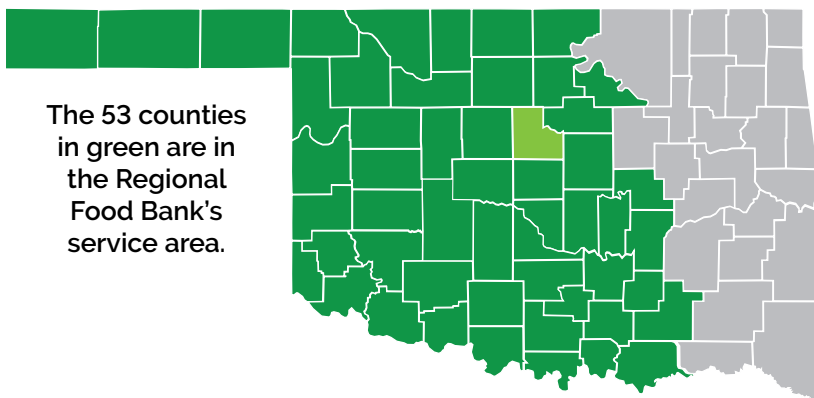 The 53 counties
in green are in
the Regional
Food Bank's
service area.